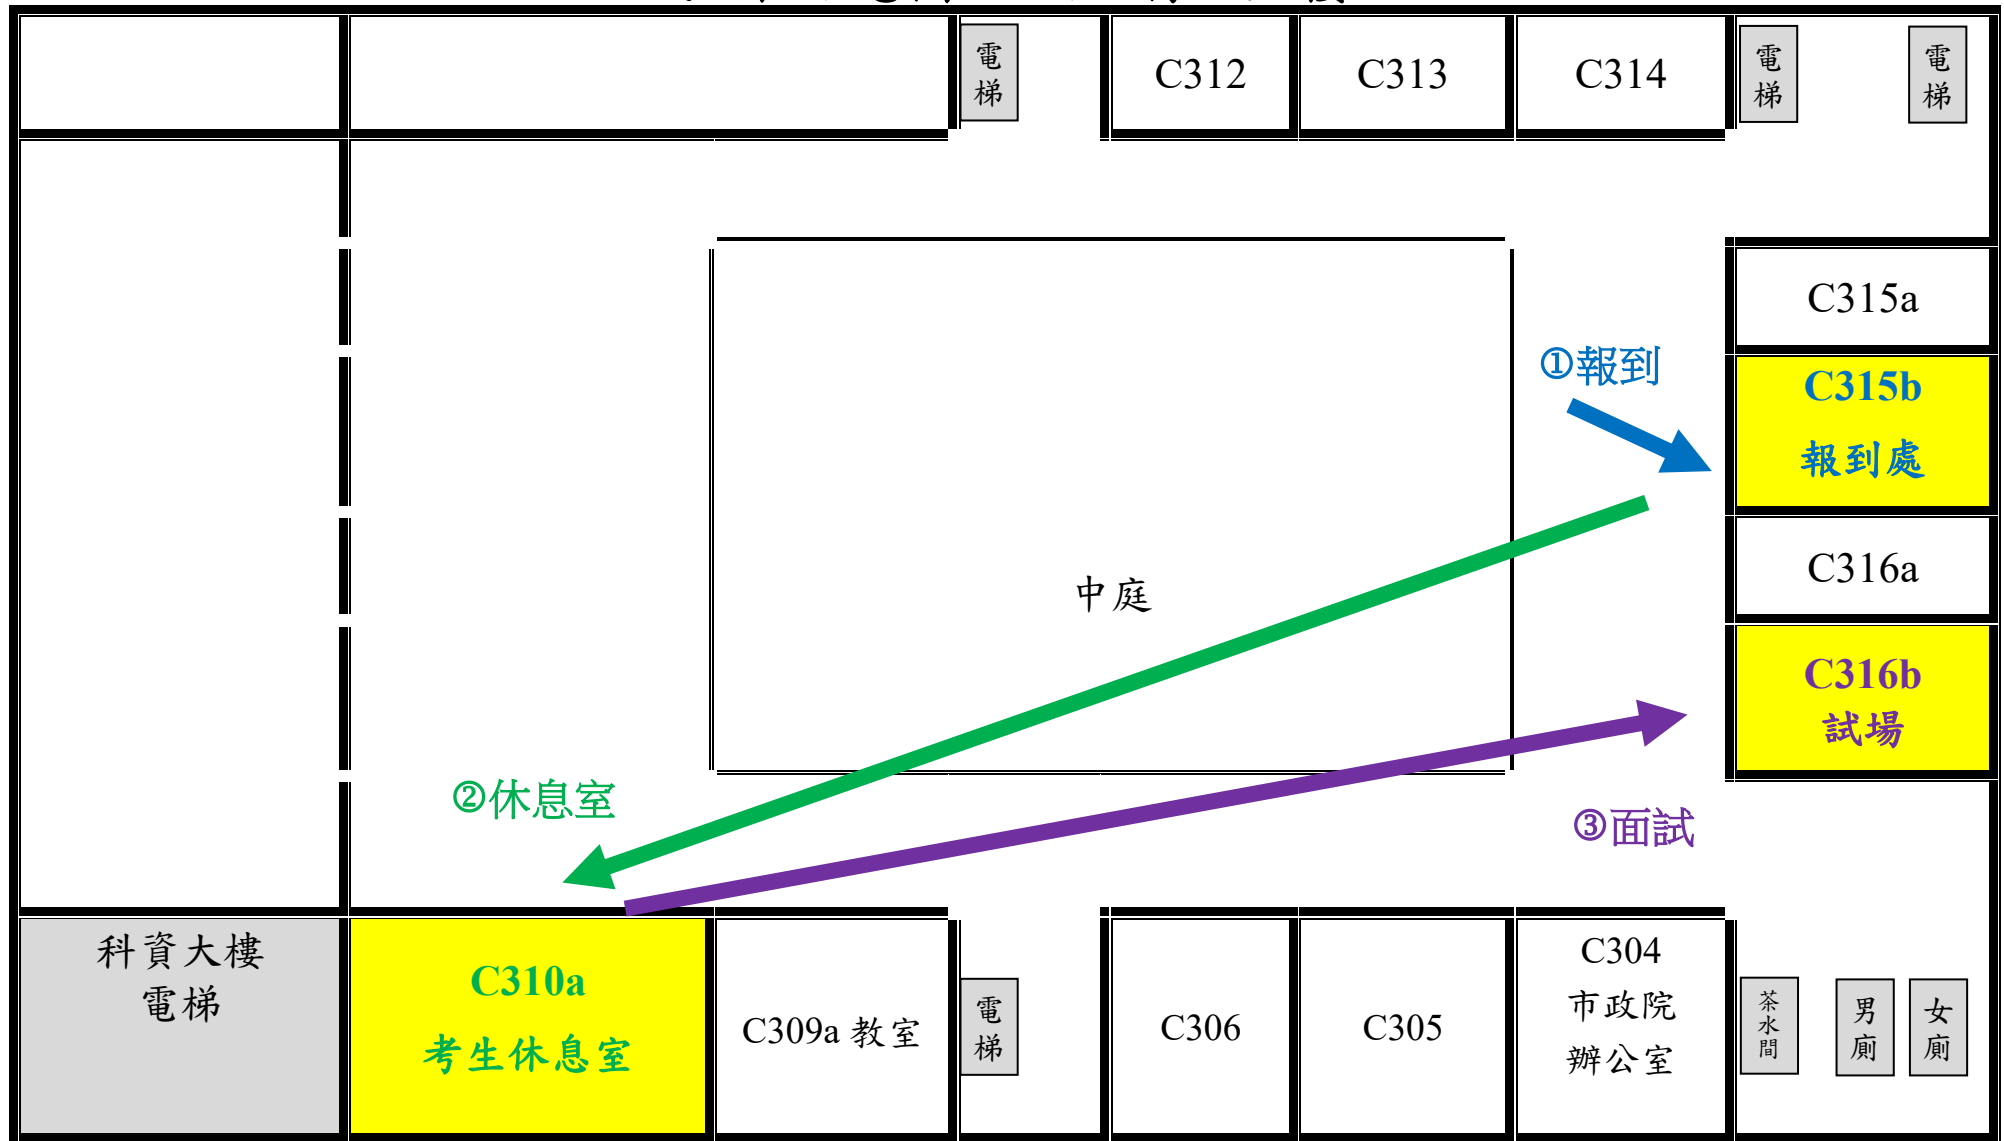 電梯
C312
C313
C314
電梯
電梯
C315a
①報到
C315b
報到處
C316a
中庭
C316b
試場
②休息室
③面試
科資大樓
電梯
C310a
考生休息室
C309a 教室
電梯
C306
C305
C304
市政院
辦公室
茶水間
男廁
女廁